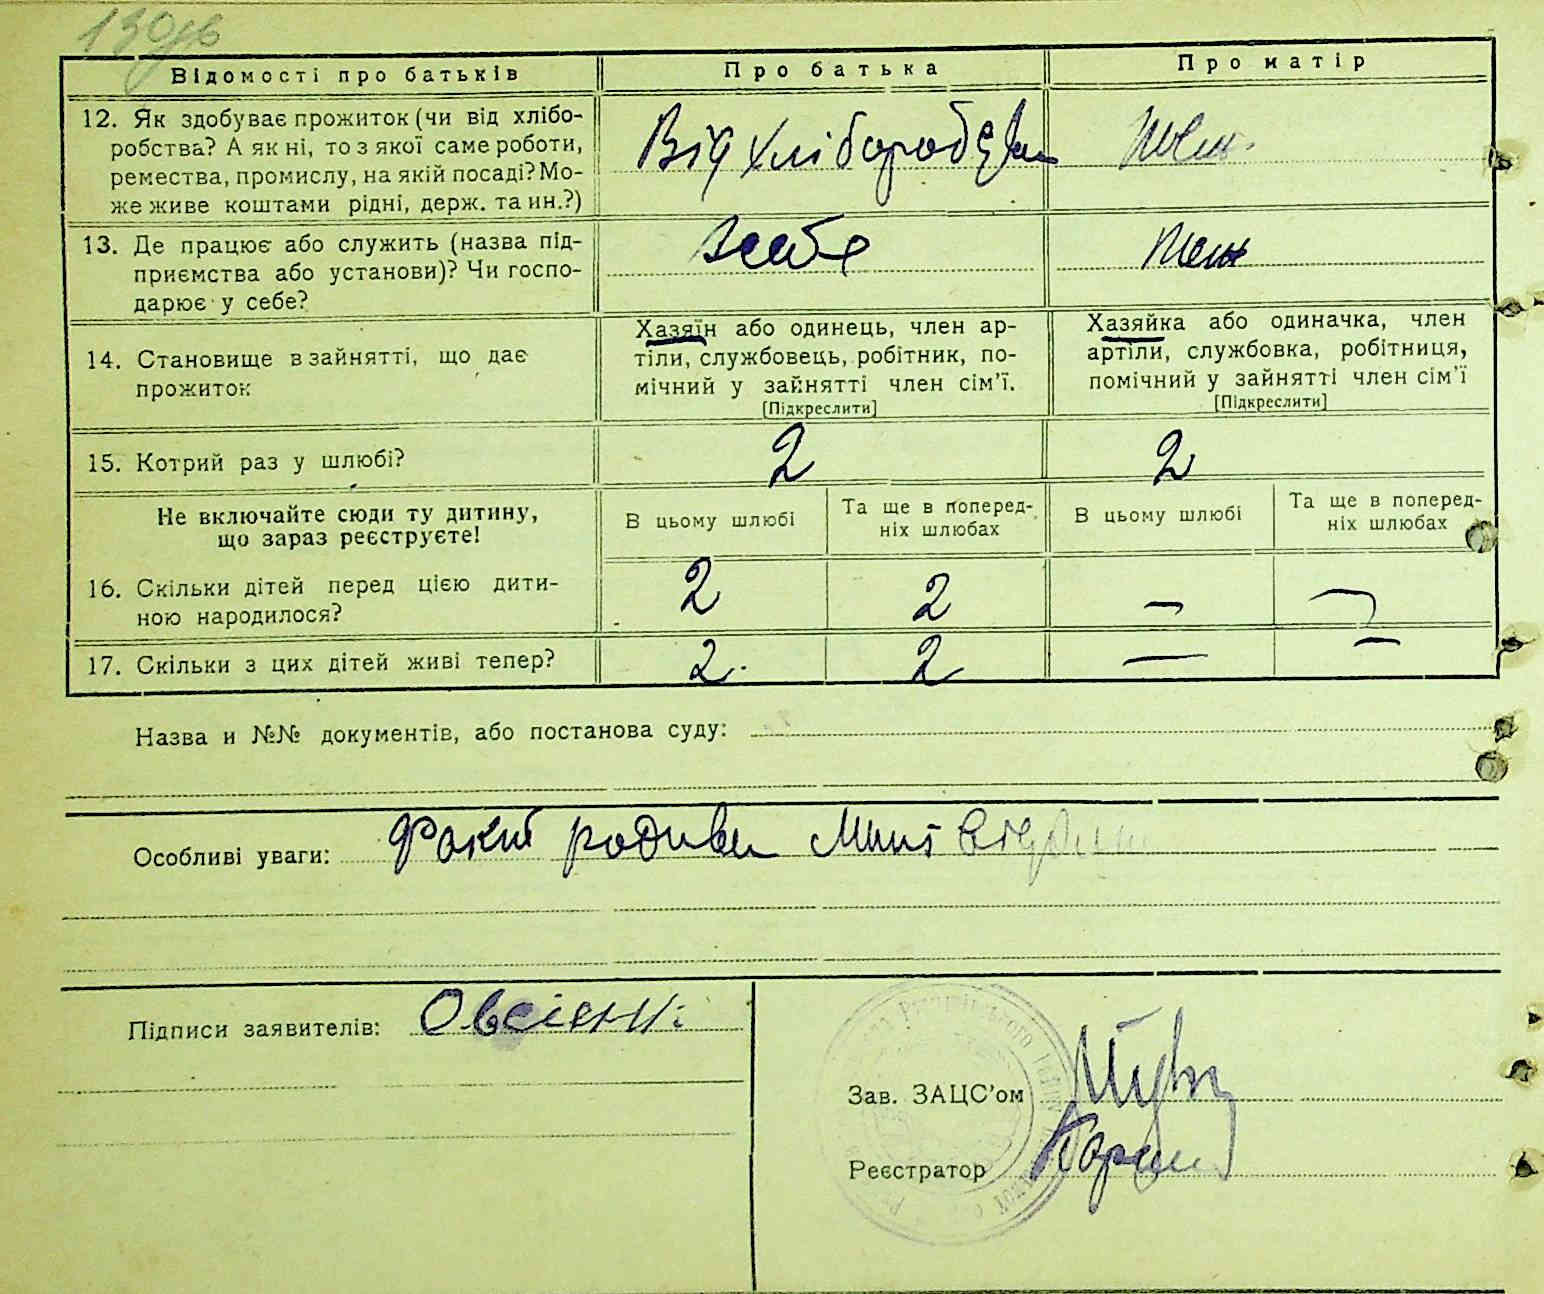 139зв
Відомості про батьків
Про батька
Про матір
12. Як здобуває прожиток (чи від хлібо-
робства? А як ні, то з якої саме роботи,
ремества, промислу, на якій посаді? Мо-
же живе коштами рідні, держ. та ин.?)
Від хліборобства
13. Де працює або служить (назва під-
приємства або установи)? Чи госпо-
дарює у себе?
14. Становище в зайнятті, що дає
прожиток
Хазяїн або одинець, член ар-
тіли, службовець, робітник, по-
мічний у зайнятті член сім'ї.
[Підкреслити]
Хазяйка або одиначка, член
артіли, службовка, робітниця,
помічний у зайнятті член сім'ї
[Підкреслити]
15. Котрий раз у шлюбі?
2
2
Не включайте сюди ту дитину,
що зараз реєструєте!
В цьому шлюбі
Та ще в поперед-
ніх шлюбах
В цьому шлюбі
Та ще в поперед-
ніх шлюбах
16. Скільки дітей перед цією дити-
ною народилося?
2
2
—
—
17. Скільки з цих дітей живі тепер?
2.
2
—
—
Назва и №№ документів, або постанова суду:
Особливі уваги: Факт родиви
Підписи заявителів: Овсієнк
Зав. ЗАЦС'ом
Реєстратор